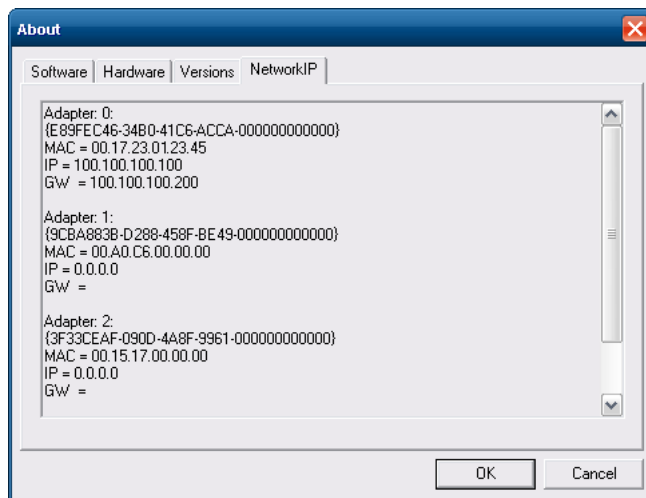 About
Software Hardware Versions NetworkIP
Adapter: 0:
{E89FEC46-34B0-41C6-ACCA-000000000000}
MAC = 00.17.23.01.23.45
IP = 100.100.100.100
GW = 100.100.100.200
Adapter: 1:
{9CBA883B-D288-458F-BE49-000000000000}
MAC = 00.A0.C6.00.00.00
IP = 0.0.0.0
GW =
Adapter: 2:
{3F33CEAF-090D-4A8F-9961-000000000000}
MAC = 00.15.17.00.00.00
IP = 0.0.0.0
GW =
OK Cancel